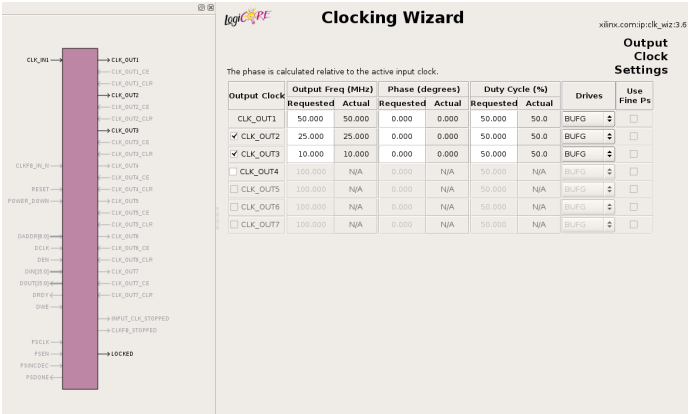 LogiCORE
Clocking Wizard
xilinx.com:ip:clk_wiz:3.6
Output
Clock
Settings
The phase is calculated relative to the active input clock.
Output Clock Output Freq (MHz) Phase (degrees) Duty Cycle (%) Drives Use Fine Ps
Requested Actual Requested Actual Requested Actual
CLK_OUT1 50.000 50.000 0.000 0.000 50.000 50.0 BUFG
CLK_OUT2 25.000 25.000 0.000 0.000 50.000 50.0 BUFG
CLK_OUT3 10.000 10.000 0.000 0.000 50.000 50.0 BUFG
CLK_OUT4 100.000 N/A 0.000 N/A 50.000 N/A BUFG
CLK_OUT5 100.000 N/A 0.000 N/A 50.000 N/A BUFG
CLK_OUT6 100.000 N/A 0.000 N/A 50.000 N/A BUFG
CLK_OUT7 100.000 N/A 0.000 N/A 50.000 N/A BUFG
CLK_IN1
CLKFB_IN_N
RESET
POWER_DOWN
DADDR[6:0]
DCLK
DEN
DIN[15:0]
DOUT[15:0]
DRDY
DWE
PSCLK
PSEN
PSINCDEC
PSDONE
CLK_OUT1
CLK_OUT1_CE
CLK_OUT1_CLR
CLK_OUT2
CLK_OUT2_CE
CLK_OUT2_CLR
CLK_OUT3
CLK_OUT3_CE
CLK_OUT3_CLR
CLK_OUT4
CLK_OUT4_CE
CLK_OUT4_CLR
CLK_OUT5
CLK_OUT5_CE
CLK_OUT5_CLR
CLK_OUT6
CLK_OUT6_CE
CLK_OUT6_CLR
CLK_OUT7
CLK_OUT7_CE
CLK_OUT7_CLR
INPUT_CLK_STOPPED
CLKFB_STOPPED
LOCKED